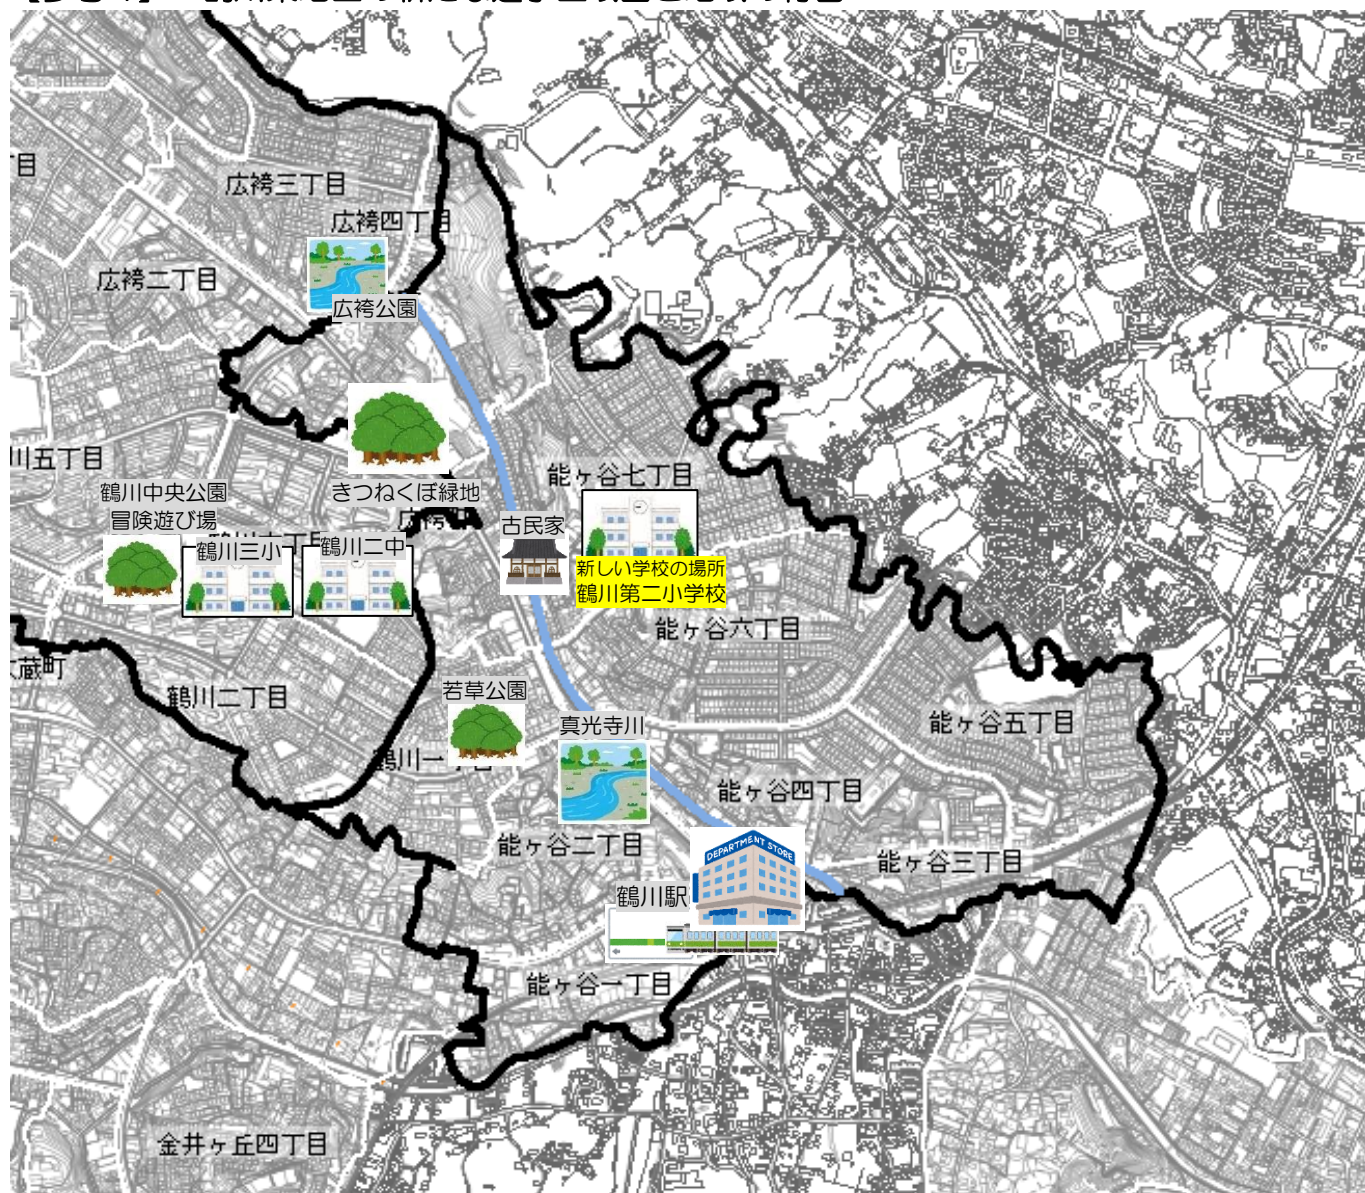 目
広袴三丁目
広袴四丁目
広袴二丁目
広袴公園
川五丁目
鶴川中央公園
冒険遊び場
きつねくぼ緑地
能ヶ谷七丁目
古民家
鶴川三小
鶴川二中
新しい学校の場所
鶴川第二小学校
能ヶ谷六丁目
蔵町
鶴川二丁目
若草公園
真光寺川
能ヶ谷五丁目
鶴川一丁目
能ヶ谷四丁目
DEPARTMENT STORE
能ヶ谷二丁目
能ヶ谷三丁目
鶴川駅
能ヶ谷一丁目
金井ヶ丘四丁目